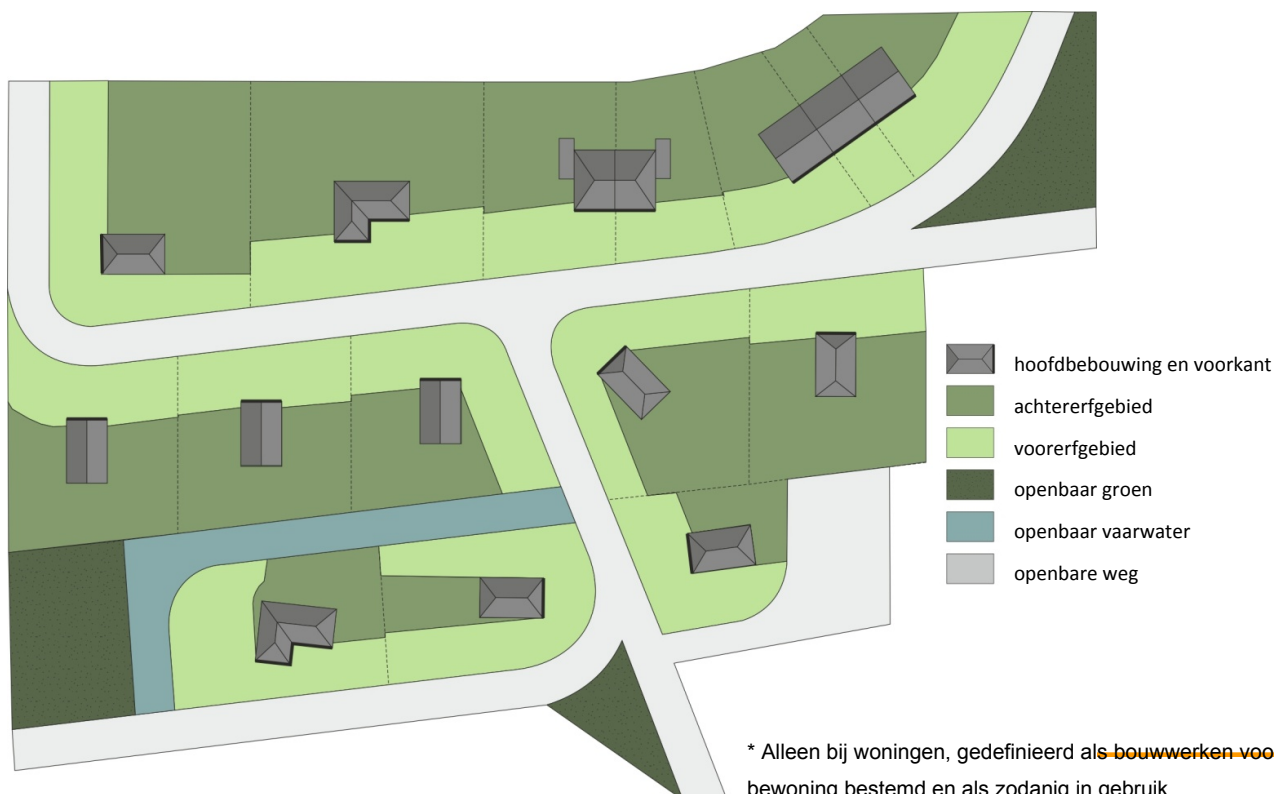 hoofdbebouwing en voorkant
achtererfgebied
voorerfgebied
openbaar groen
openbaar vaarwater
openbare weg
* Alleen bij woningen, gedefinieerd als bouwwerken voo
bewoning bestemd en als zodanig in gebruik